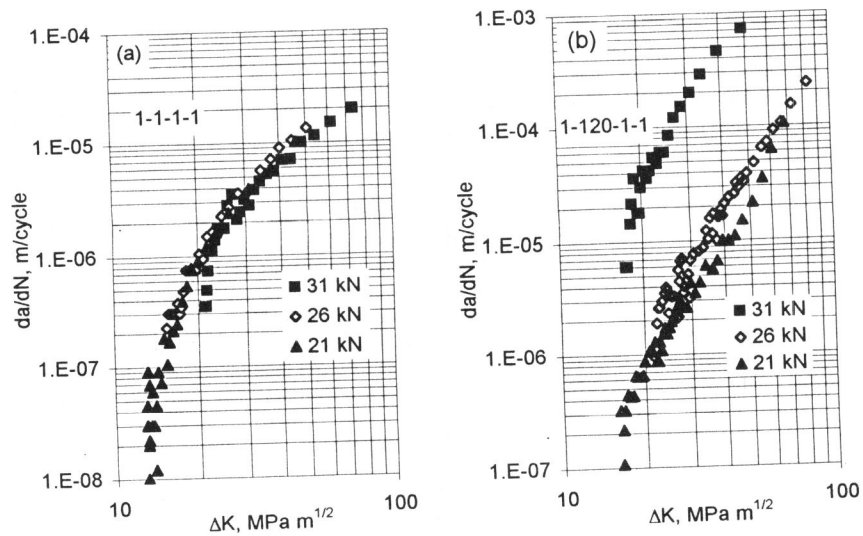 (a)
1-1-1-1
1.E-04
1.E-05
1.E-06
1.E-07
1.E-08
da/dN, m/cycle
31 kN
26 kN
21 kN
10
100
ΔK, MPa m1/2
(b)
1-120-1-1
1.E-03
1.E-04
1.E-05
1.E-06
1.E-07
da/dN, m/cycle
31 kN
26 kN
21 kN
10
100
ΔK, MPa m1/2